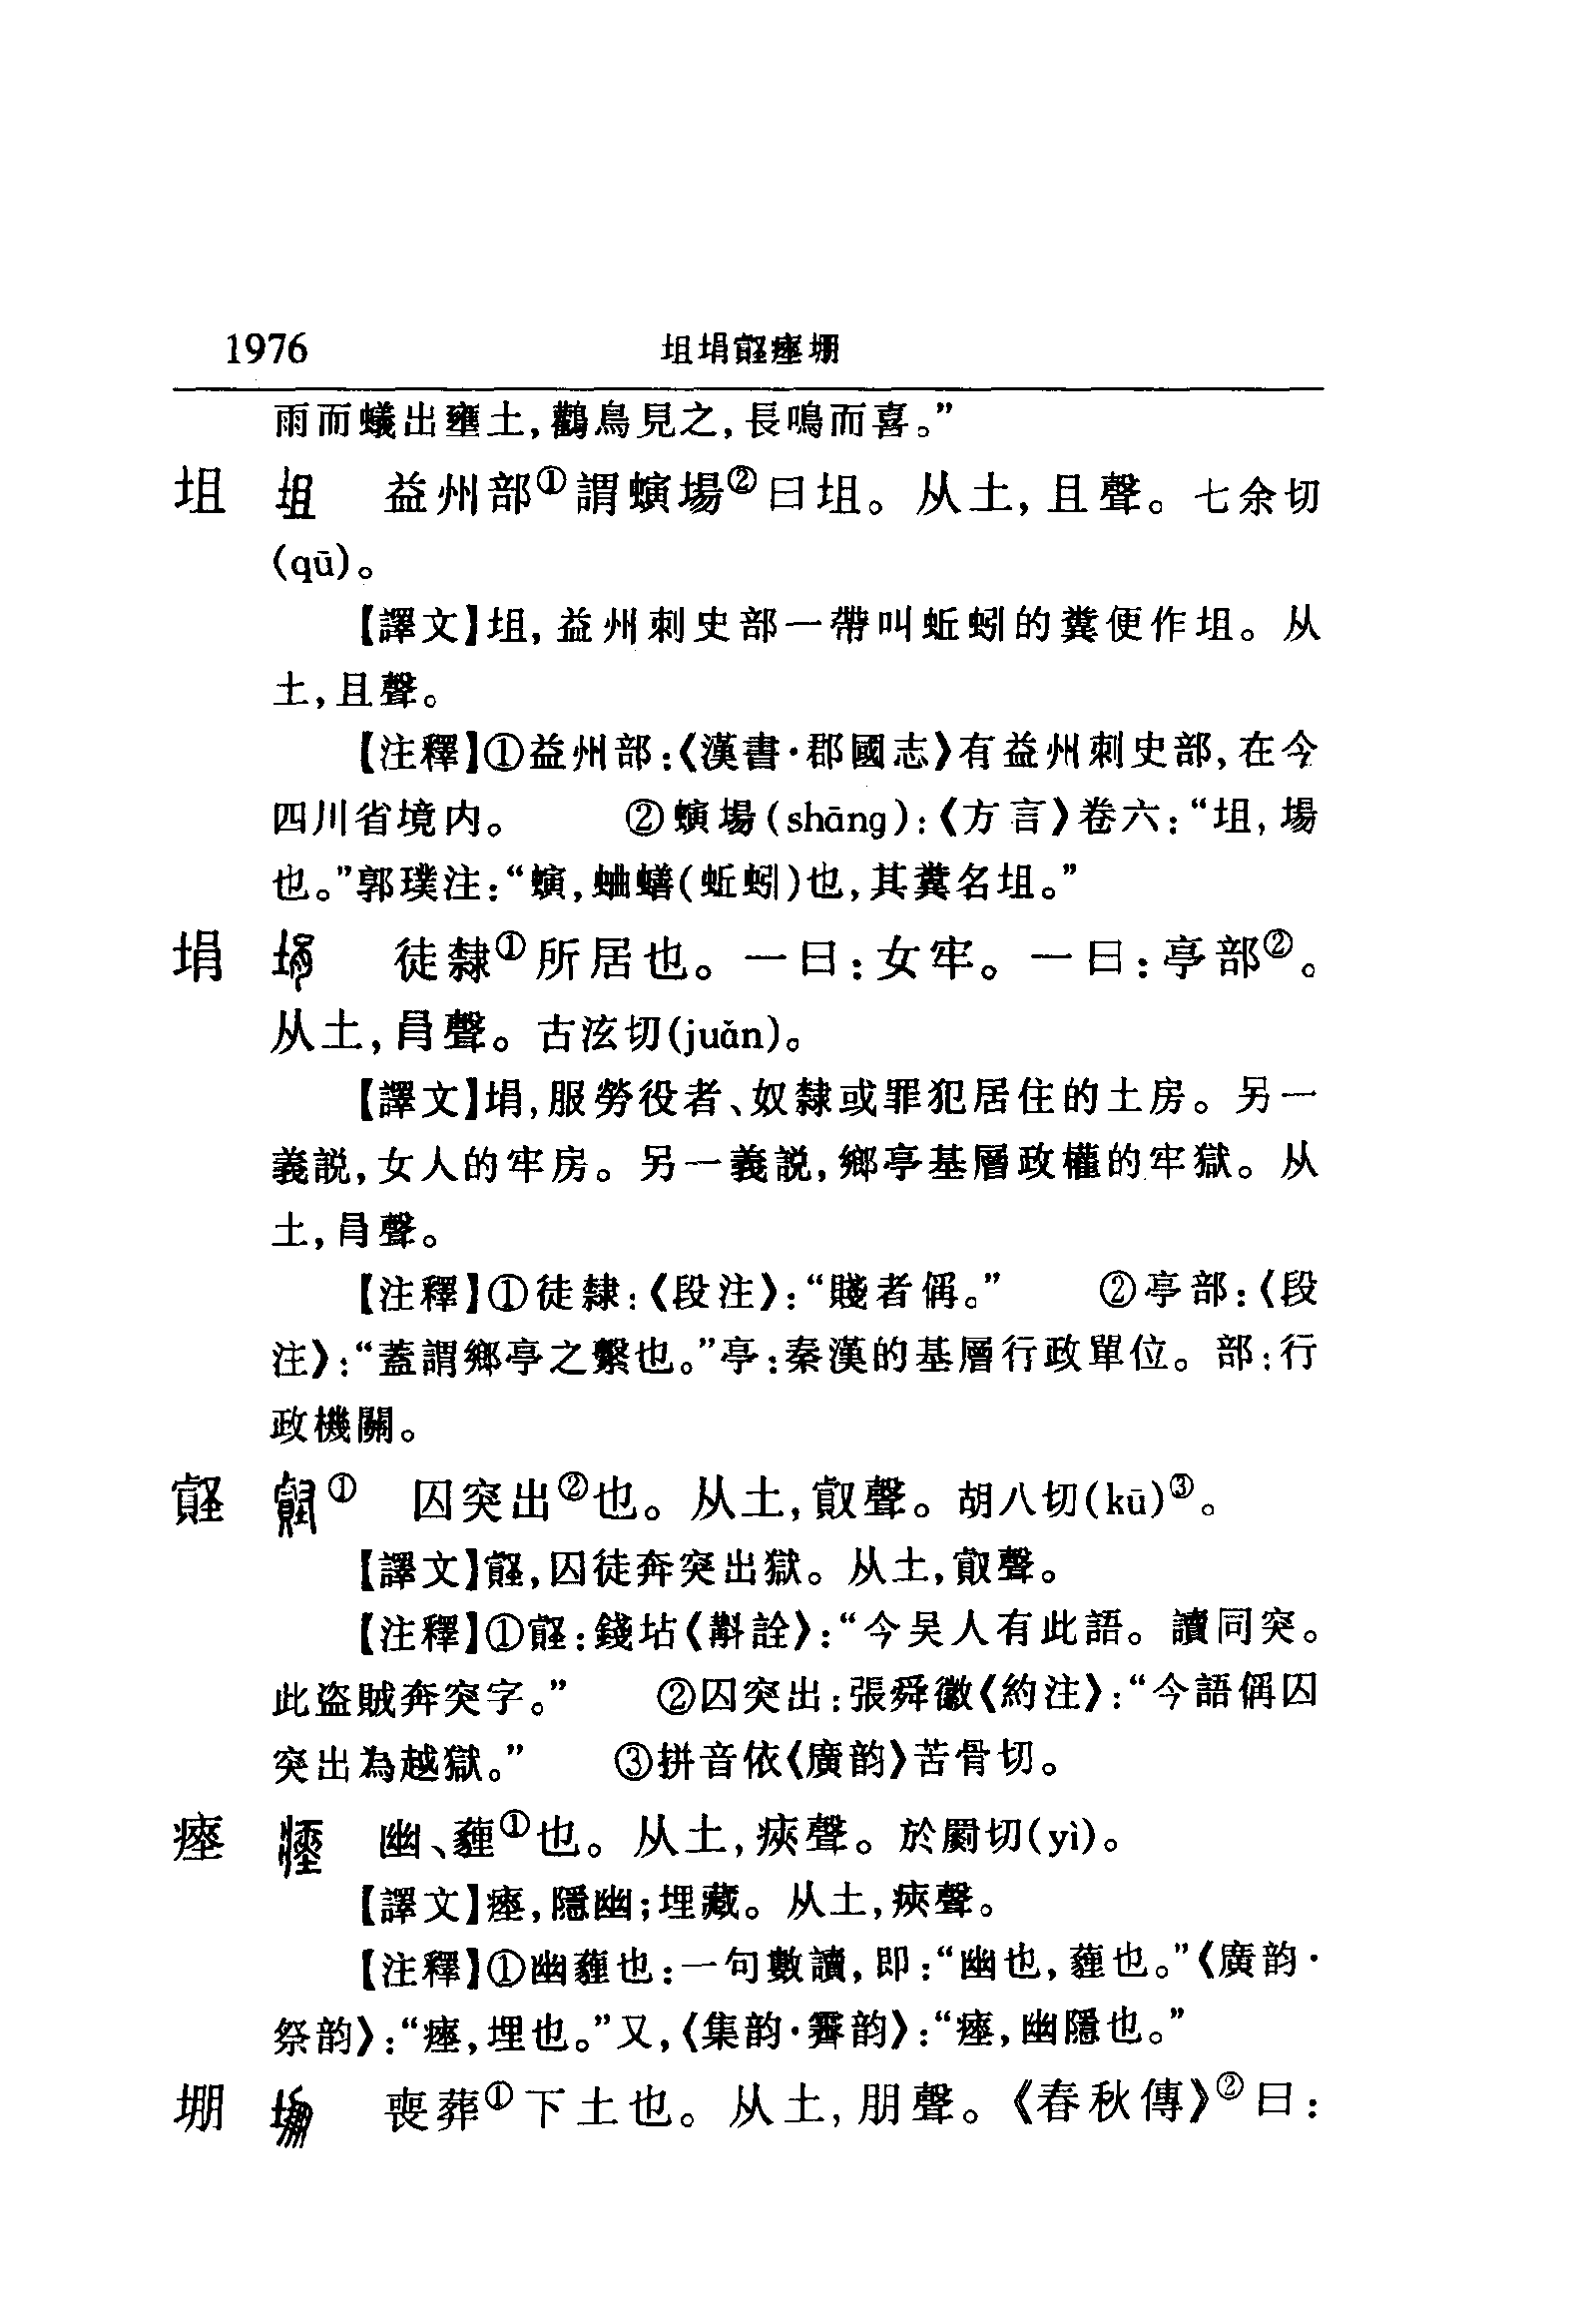 1976 坥埍𡑣瘞堋
雨而蟻出壅土,鸛鳥見之,長鳴而喜。”
坥 坥 益州部①謂螾場②曰坥。从土,且聲。七余切
(qū)。
【譯文】坥,益州刺史部一帶叫蚯蚓的糞便作坥。从
土,且聲。
【注釋】①益州部:《漢書·郡國志》有益州刺史部,在今
四川省境内。 ②螾場(shāng):《方言》卷六:“坥,場
也。”郭璞注:“螾,蛐蟮(蚯蚓)也,其糞名坥。”
埍 埍 徒隸①所居也。一曰:女牢。一曰:亭部②。
从土,肙聲。古泫切(juǎn)。
【譯文】埍,服勞役者、奴隸或罪犯居住的土房。另一
義説,女人的牢房。另一義説,鄉亭基層政權的牢獄。从
土,肙聲。
【注釋】①徒隸:《段注》:“賤者偁。” ②亭部:《段
注》:“蓋謂鄉亭之繫也。”亭:秦漢的基層行政單位。部:行
政機關。
𡑣 𡑣① 囚突出②也。从土,㕡聲。胡八切(kū)③。
【譯文】𡑣,囚徒奔突出獄。从土,㕡聲。
【注釋】①𡑣:錢坫《斠詮》:“今吴人有此語。讀同突。
此盜賊奔突字。” ②囚突出:張舜徽《約注》:“今語偁囚
突出為越獄。” ③拼音依《廣韵》苦骨切。
瘞 瘞 幽、薶①也。从土,㾜聲。於罽切(yì)。
【譯文】瘞,隱幽;埋藏。从土,㾜聲。
【注釋】①幽薶也:一句數讀,即:“幽也,薶也。”《廣韵·
祭韵》:“瘞,埋也。”又,《集韵·霽韵》:“瘞,幽隱也。”
堋 堋 喪葬①下土也。从土,朋聲。《春秋傳》②曰: